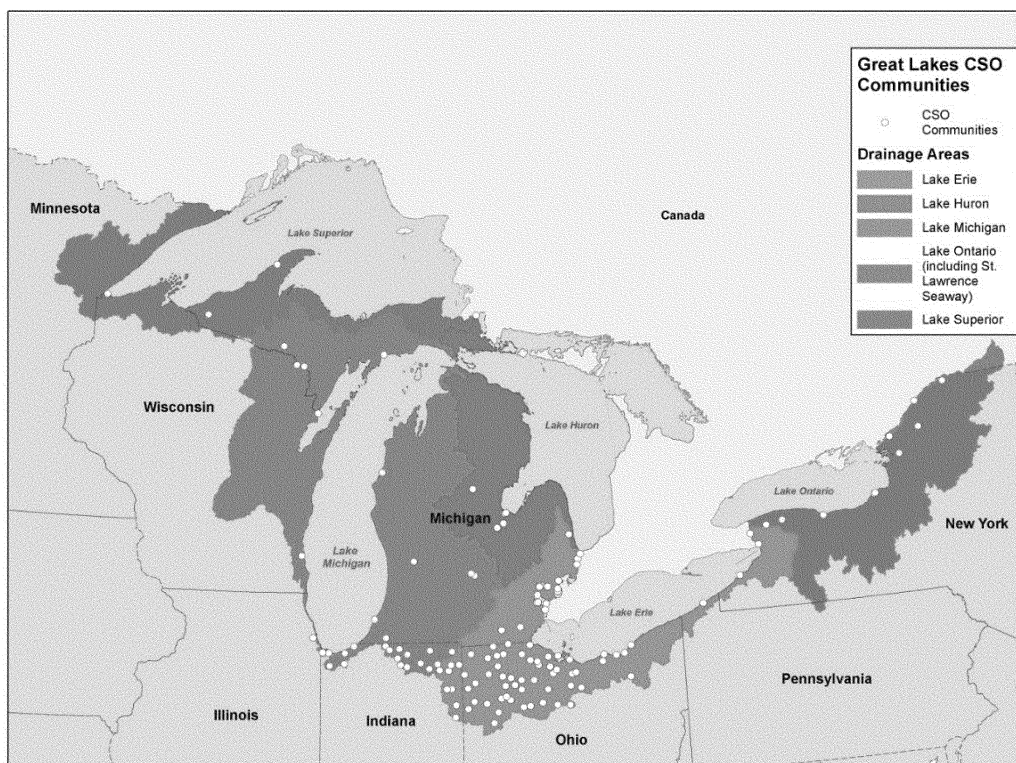 Great Lakes CSO
Communities
CSO
Communities
Drainage Areas
Lake Erie
Lake Huron
Lake Michigan
Lake Ontario
(including St.
Lawrence
Seaway)
Lake Superior
Minnesota
Canada
Lake Superior
Wisconsin
Lake Huron
Lake Ontario
Michigan
New York
Lake
Michigan
Lake Erie
Pennsylvania
Illinois
Indiana
Ohio